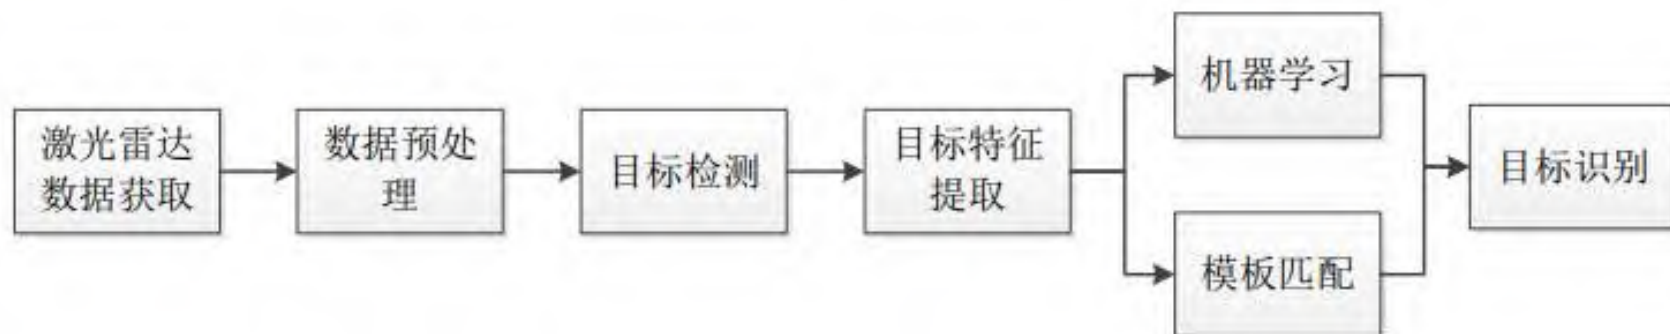 激光雷达
数据获取
数据预处
理
目标检测
目标特征
提取
机器学习
模板匹配
目标识别